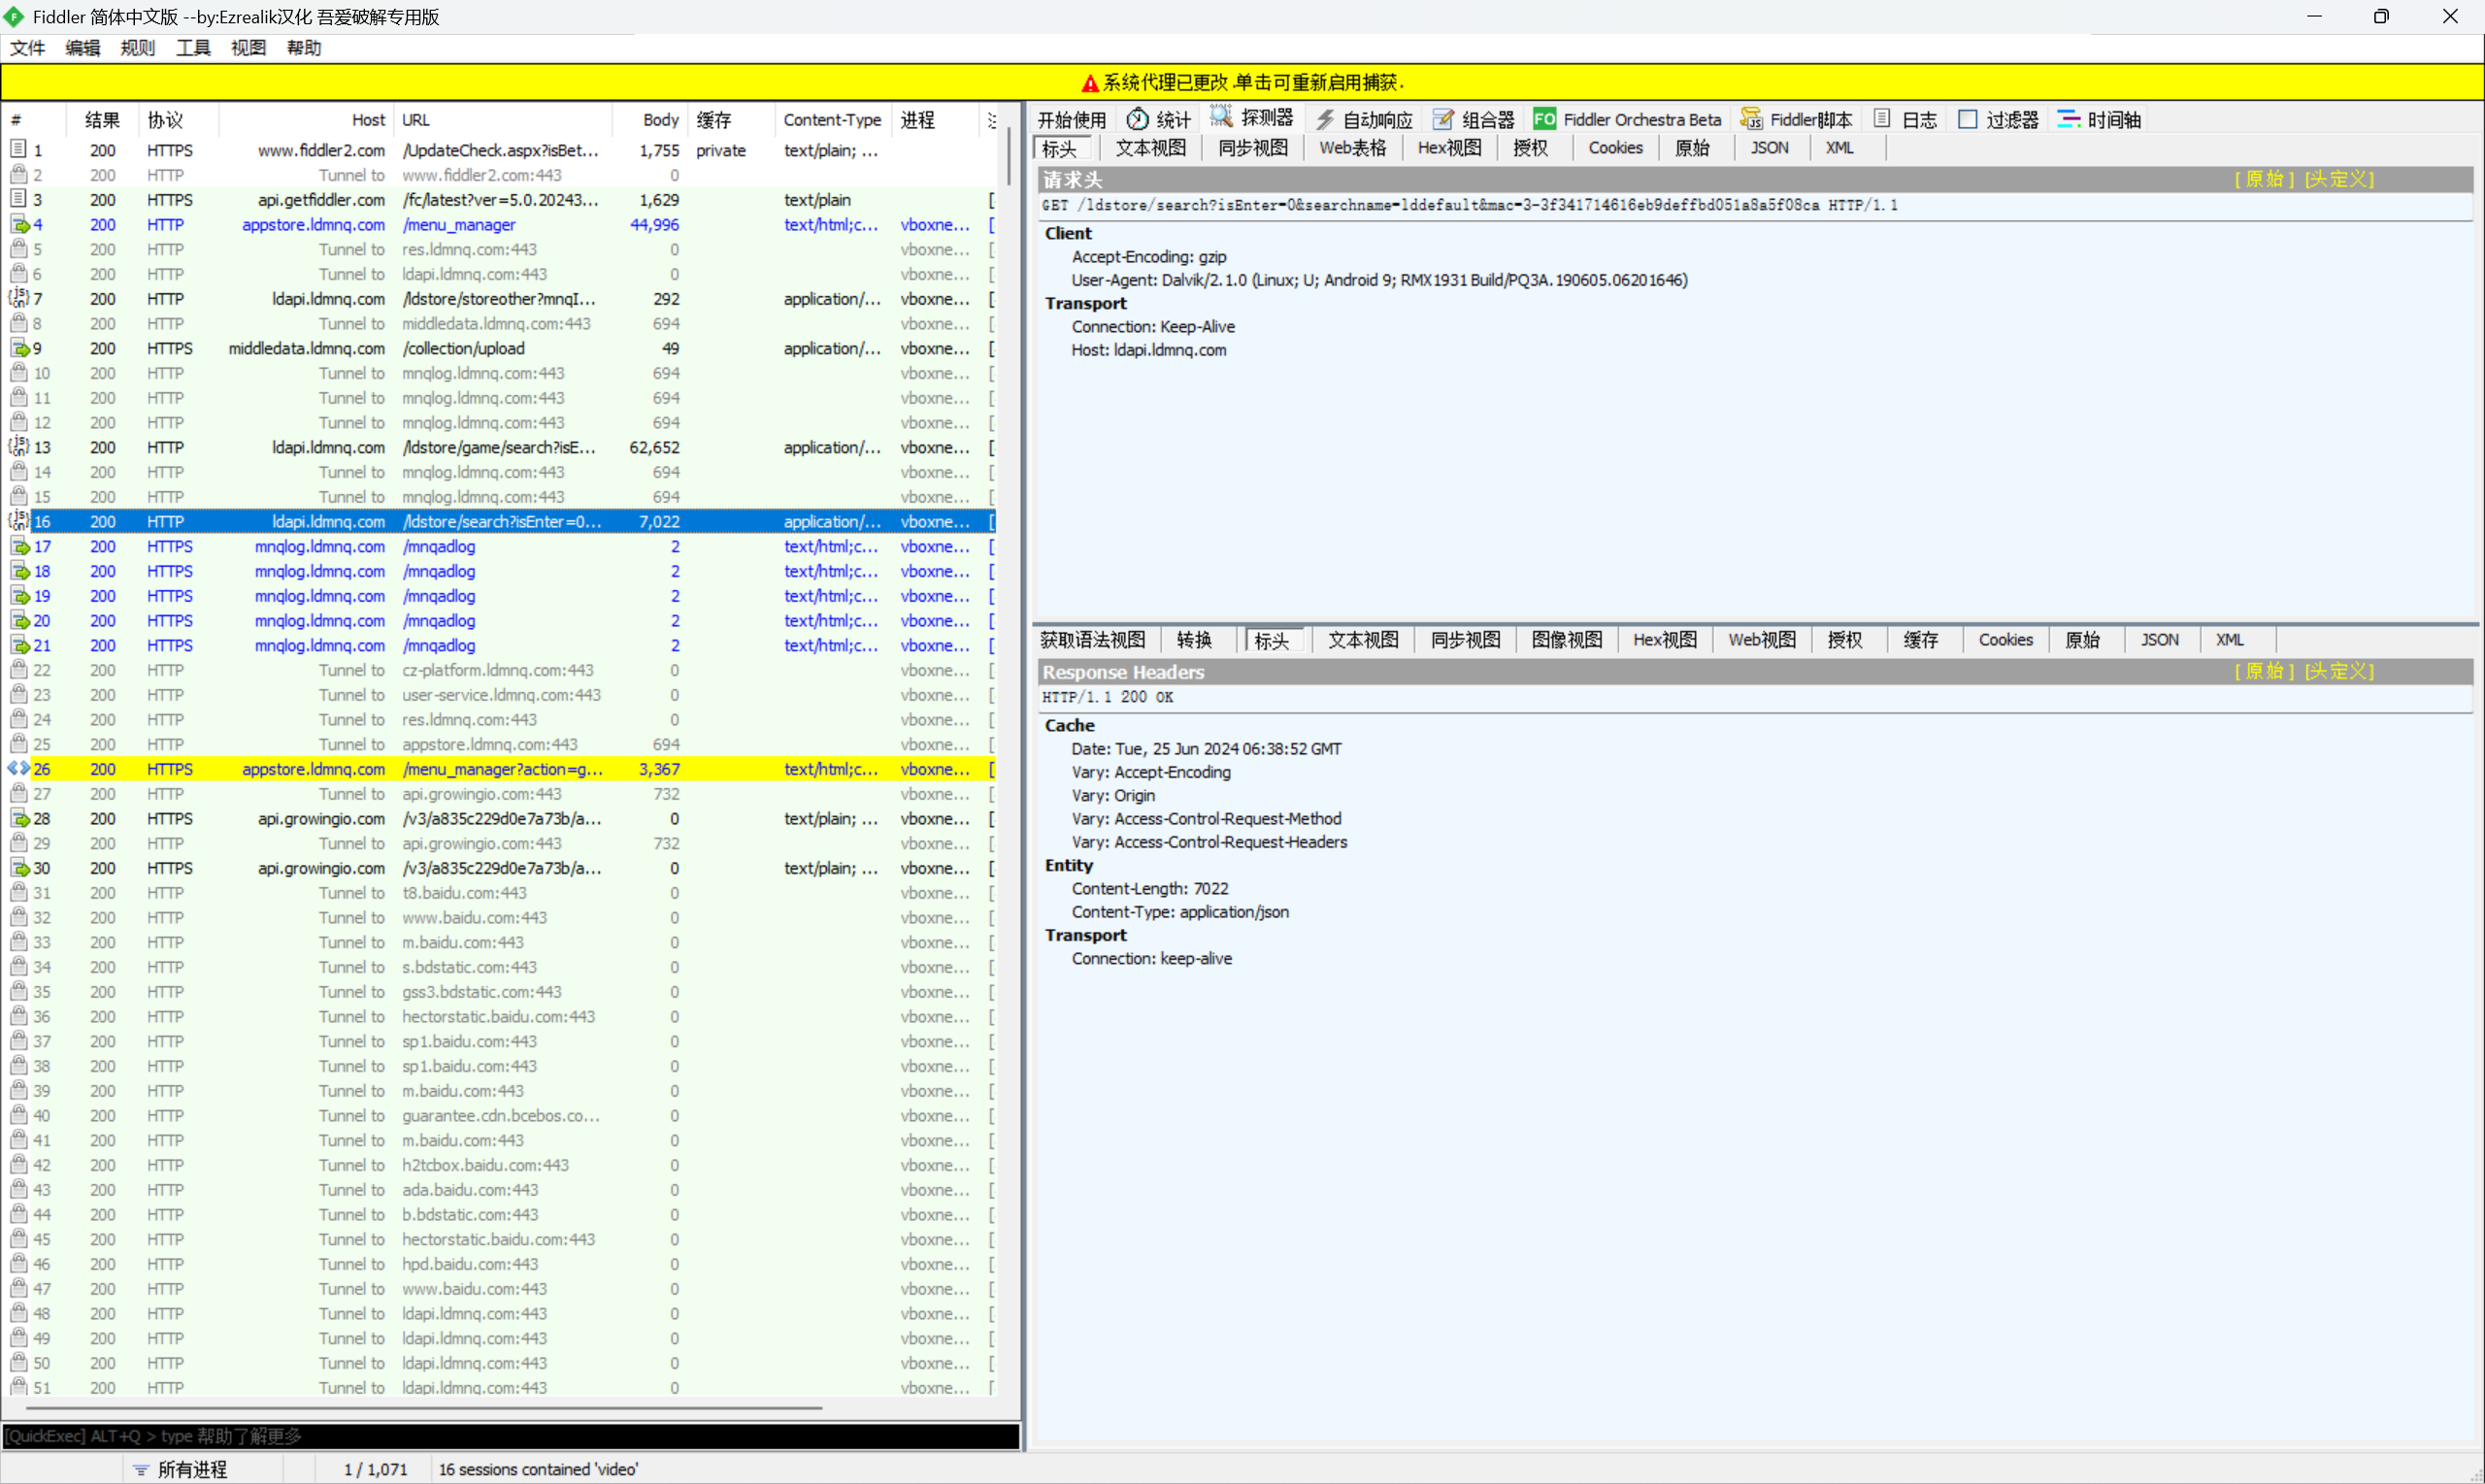 Fiddler 简体中文版 --by:Ezrealik汉化 吾爱破解专用版
文件 编辑 规则 工具 视图 帮助
系统代理已更改.单击可重新启用捕获.
# 结果 协议 Host URL Body 缓存 Content-Type 进程
1 200 HTTPS www.fiddler2.com /UpdateCheck.aspx?isBet... 1,755 private text/plain; ...
2 200 HTTP Tunnel to www.fiddler2.com:443 0
3 200 HTTPS api.getfiddler.com /fc/latest?ver=5.0.20243... 1,629 text/plain [
4 200 HTTP appstore.ldmnq.com /menu_manager 44,996 text/html;c... vboxne... [
5 200 HTTP Tunnel to res.ldmnq.com:443 0 vboxne... [
6 200 HTTP Tunnel to ldapi.ldmnq.com:443 0 vboxne... [
7 200 HTTP ldapi.ldmnq.com /ldstore/storeother?mnqI... 292 application/... vboxne... [
8 200 HTTP Tunnel to middledata.ldmnq.com:443 694 vboxne... [
9 200 HTTPS middledata.ldmnq.com /collection/upload 49 application/... vboxne... [
10 200 HTTP Tunnel to mnqlog.ldmnq.com:443 694 vboxne... [
11 200 HTTP Tunnel to mnqlog.ldmnq.com:443 694 vboxne... [
12 200 HTTP Tunnel to mnqlog.ldmnq.com:443 694 vboxne... [
13 200 HTTP ldapi.ldmnq.com /ldstore/game/search?isE... 62,652 application/... vboxne... [
14 200 HTTP Tunnel to mnqlog.ldmnq.com:443 694 vboxne... [
15 200 HTTP Tunnel to mnqlog.ldmnq.com:443 694 vboxne... [
16 200 HTTP ldapi.ldmnq.com /ldstore/search?isEnter=0... 7,022 application/... vboxne... [
17 200 HTTPS mnqlog.ldmnq.com /mnqadlog 2 text/html;c... vboxne... [
18 200 HTTPS mnqlog.ldmnq.com /mnqadlog 2 text/html;c... vboxne... [
19 200 HTTPS mnqlog.ldmnq.com /mnqadlog 2 text/html;c... vboxne... [
20 200 HTTPS mnqlog.ldmnq.com /mnqadlog 2 text/html;c... vboxne... [
21 200 HTTPS mnqlog.ldmnq.com /mnqadlog 2 text/html;c... vboxne... [
22 200 HTTP Tunnel to cz-platform.ldmnq.com:443 0 vboxne... [
23 200 HTTP Tunnel to user-service.ldmnq.com:443 0 vboxne... [
24 200 HTTP Tunnel to res.ldmnq.com:443 0 vboxne... [
25 200 HTTP Tunnel to appstore.ldmnq.com:443 694 vboxne... [
26 200 HTTPS appstore.ldmnq.com /menu_manager?action=g... 3,367 text/html;c... vboxne... [
27 200 HTTP Tunnel to api.growingio.com:443 732 vboxne... [
28 200 HTTPS api.growingio.com /v3/a835c229d0e7a73b/a... 0 text/plain; ... vboxne... [
29 200 HTTP Tunnel to api.growingio.com:443 732 vboxne... [
30 200 HTTPS api.growingio.com /v3/a835c229d0e7a73b/a... 0 text/plain; ... vboxne... [
31 200 HTTP Tunnel to t8.baidu.com:443 0 vboxne... [
32 200 HTTP Tunnel to www.baidu.com:443 0 vboxne... [
33 200 HTTP Tunnel to m.baidu.com:443 0 vboxne... [
34 200 HTTP Tunnel to s.bdstatic.com:443 0 vboxne... [
35 200 HTTP Tunnel to gss3.bdstatic.com:443 0 vboxne... [
36 200 HTTP Tunnel to hectorstatic.baidu.com:443 0 vboxne... [
37 200 HTTP Tunnel to sp1.baidu.com:443 0 vboxne... [
38 200 HTTP Tunnel to sp1.baidu.com:443 0 vboxne... [
39 200 HTTP Tunnel to m.baidu.com:443 0 vboxne... [
40 200 HTTP Tunnel to guarantee.cdn.bcebos.co... 0 vboxne... [
41 200 HTTP Tunnel to m.baidu.com:443 0 vboxne... [
42 200 HTTP Tunnel to h2tcbox.baidu.com:443 0 vboxne... [
43 200 HTTP Tunnel to ada.baidu.com:443 0 vboxne... [
44 200 HTTP Tunnel to b.bdstatic.com:443 0 vboxne... [
45 200 HTTP Tunnel to hectorstatic.baidu.com:443 0 vboxne... [
46 200 HTTP Tunnel to hpd.baidu.com:443 0 vboxne... [
47 200 HTTP Tunnel to www.baidu.com:443 0 vboxne... [
48 200 HTTP Tunnel to ldapi.ldmnq.com:443 0 vboxne... [
49 200 HTTP Tunnel to ldapi.ldmnq.com:443 0 vboxne... [
50 200 HTTP Tunnel to ldapi.ldmnq.com:443 0 vboxne... [
51 200 HTTP Tunnel to ldapi.ldmnq.com:443 0 vboxne... [
[QuickExec] ALT+Q > type 帮助了解更多
所有进程 1 / 1,071 16 sessions contained 'video'
开始使用 统计 探测器 自动响应 组合器 FO Fiddler Orchestra Beta Fiddler脚本 日志 过滤器 时间轴
标头 文本视图 同步视图 Web表格 Hex视图 授权 Cookies 原始 JSON XML
请求头 [ 原始 ] [头定义]
GET /ldstore/search?isEnter=0&searchname=lddefault&mac=3-3f341714616eb9deffbd051a8a5f08ca HTTP/1.1
Client
Accept-Encoding: gzip
User-Agent: Dalvik/2.1.0 (Linux; U; Android 9; RMX1931 Build/PQ3A.190605.06201646)
Transport
Connection: Keep-Alive
Host: ldapi.ldmnq.com
获取语法视图 转换 标头 文本视图 同步视图 图像视图 Hex视图 Web视图 授权 缓存 Cookies 原始 JSON XML
Response Headers [ 原始 ] [头定义]
HTTP/1.1 200 OK
Cache
Date: Tue, 25 Jun 2024 06:38:52 GMT
Vary: Accept-Encoding
Vary: Origin
Vary: Access-Control-Request-Method
Vary: Access-Control-Request-Headers
Entity
Content-Length: 7022
Content-Type: application/json
Transport
Connection: keep-alive